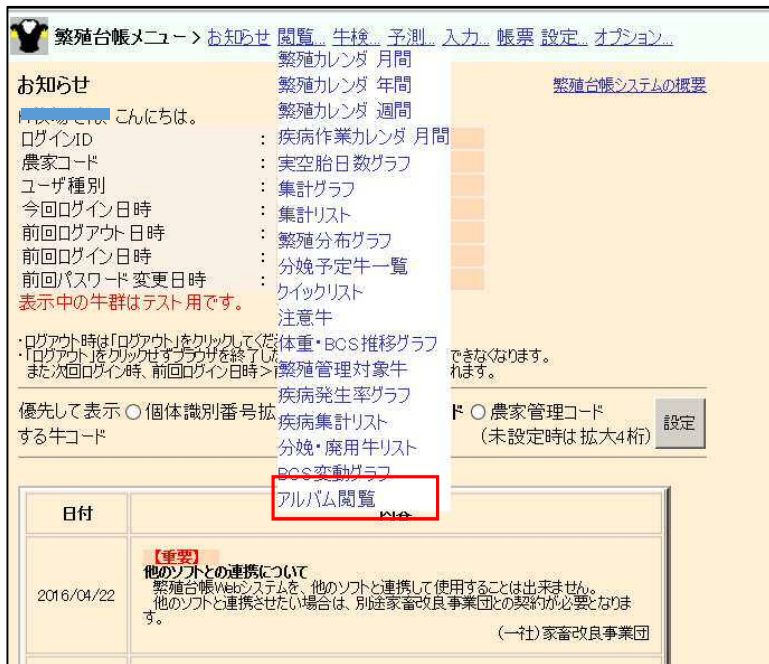 繁殖台帳メニュー > お知らせ 閲覧... 牛検... 予測... 入力... 帳票 設定... オプション...
繁殖カレンダ 月間
繁殖カレンダ 年間
繁殖カレンダ 週間
疾病作業カレンダ 月間
実空胎日数グラフ
集計グラフ
集計リスト
繁殖分布グラフ
分娩予定牛一覧
クイックリスト
注意牛
体重・BCS推移グラフ
繁殖管理対象牛
疾病発生率グラフ
疾病集計リスト
分娩・廃用牛リスト
BCS変動グラフ
アルバム閲覧
お知らせ
繁殖台帳システムの概要
こんにちは。
ログインID :
農家コード :
ユーザ種別 :
今回ログイン日時 :
前回ログアウト日時 :
前回ログイン日時 :
前回パスワード変更日時 :
表示中の牛群はテスト用です。
・ログアウト時は「ログアウト」をクリックしてくだ
・「ログアウト」をクリックせずブラウザを終了した できなくなります。
また次回ログイン時、前回ログイン日時> れます。
優先して表示 ○個体識別番号拡 ド ○農家管理コード
する牛コード (未設定時は拡大4桁) 設定
日付
2016/04/22
【重要】
他のソフトとの連携について
繁殖台帳Webシステムを、他のソフトと連携して使用することは出来ません。
他のソフトと連携させたい場合は、別途家畜改良事業団との契約が必要となりま
す。
(一社)家畜改良事業団